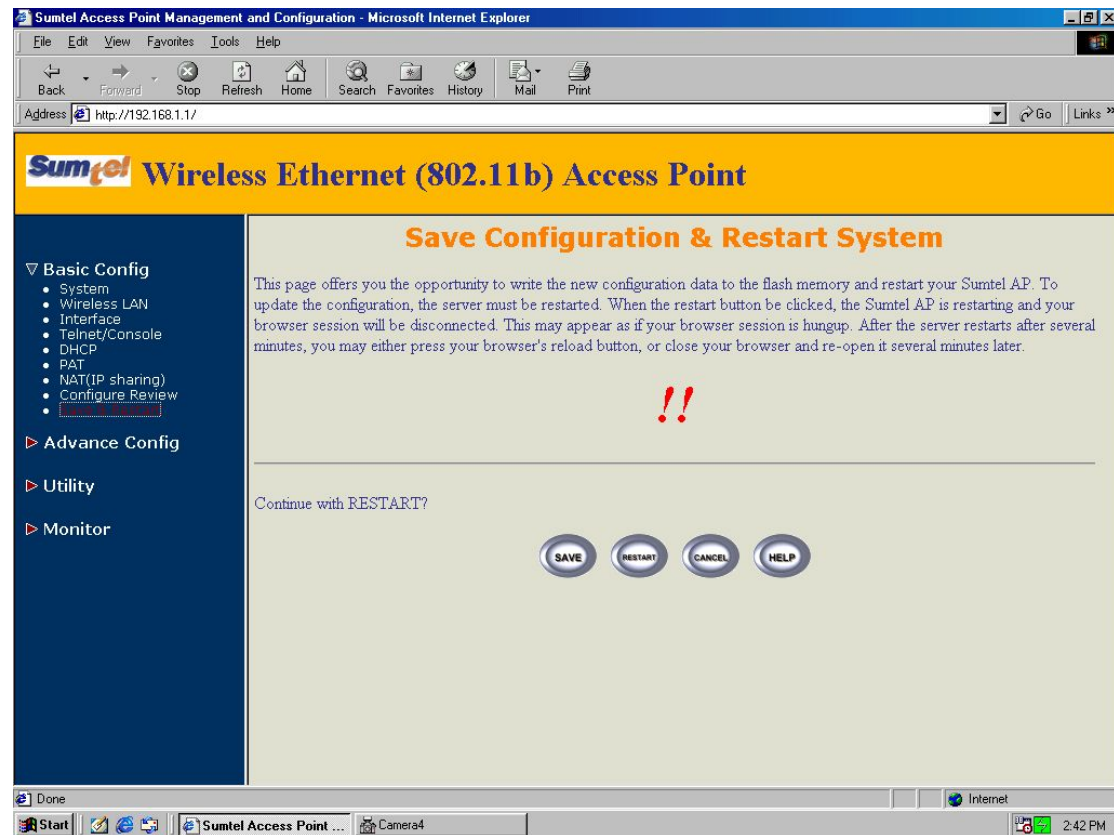 Sumtel Access Point Management and Configuration - Microsoft Internet Explorer
File Edit View Favorites Tools Help
Back Forward Stop Refresh Home Search Favorites History Mail Print
Address http://192.168.1.1/ Go Links »
Sumtel Wireless Ethernet (802.11b) Access Point
Basic Config
System
Wireless LAN
Interface
Telnet/Console
DHCP
PAT
NAT(IP sharing)
Configure Review
Save & Restart
Advance Config
Utility
Monitor
Save Configuration & Restart System
This page offers you the opportunity to write the new configuration data to the flash memory and restart your Sumtel AP. To
update the configuration, the server must be restarted. When the restart button be clicked, the Sumtel AP is restarting and your
browser session will be disconnected. This may appear as if your browser session is hungup. After the server restarts after several
minutes, you may either press your browser's reload button, or close your browser and re-open it several minutes later.
!!
Continue with RESTART?
SAVE RESTART CANCEL HELP
Done Internet
Start Sumtel Access Point ... Camera4 2:42 PM